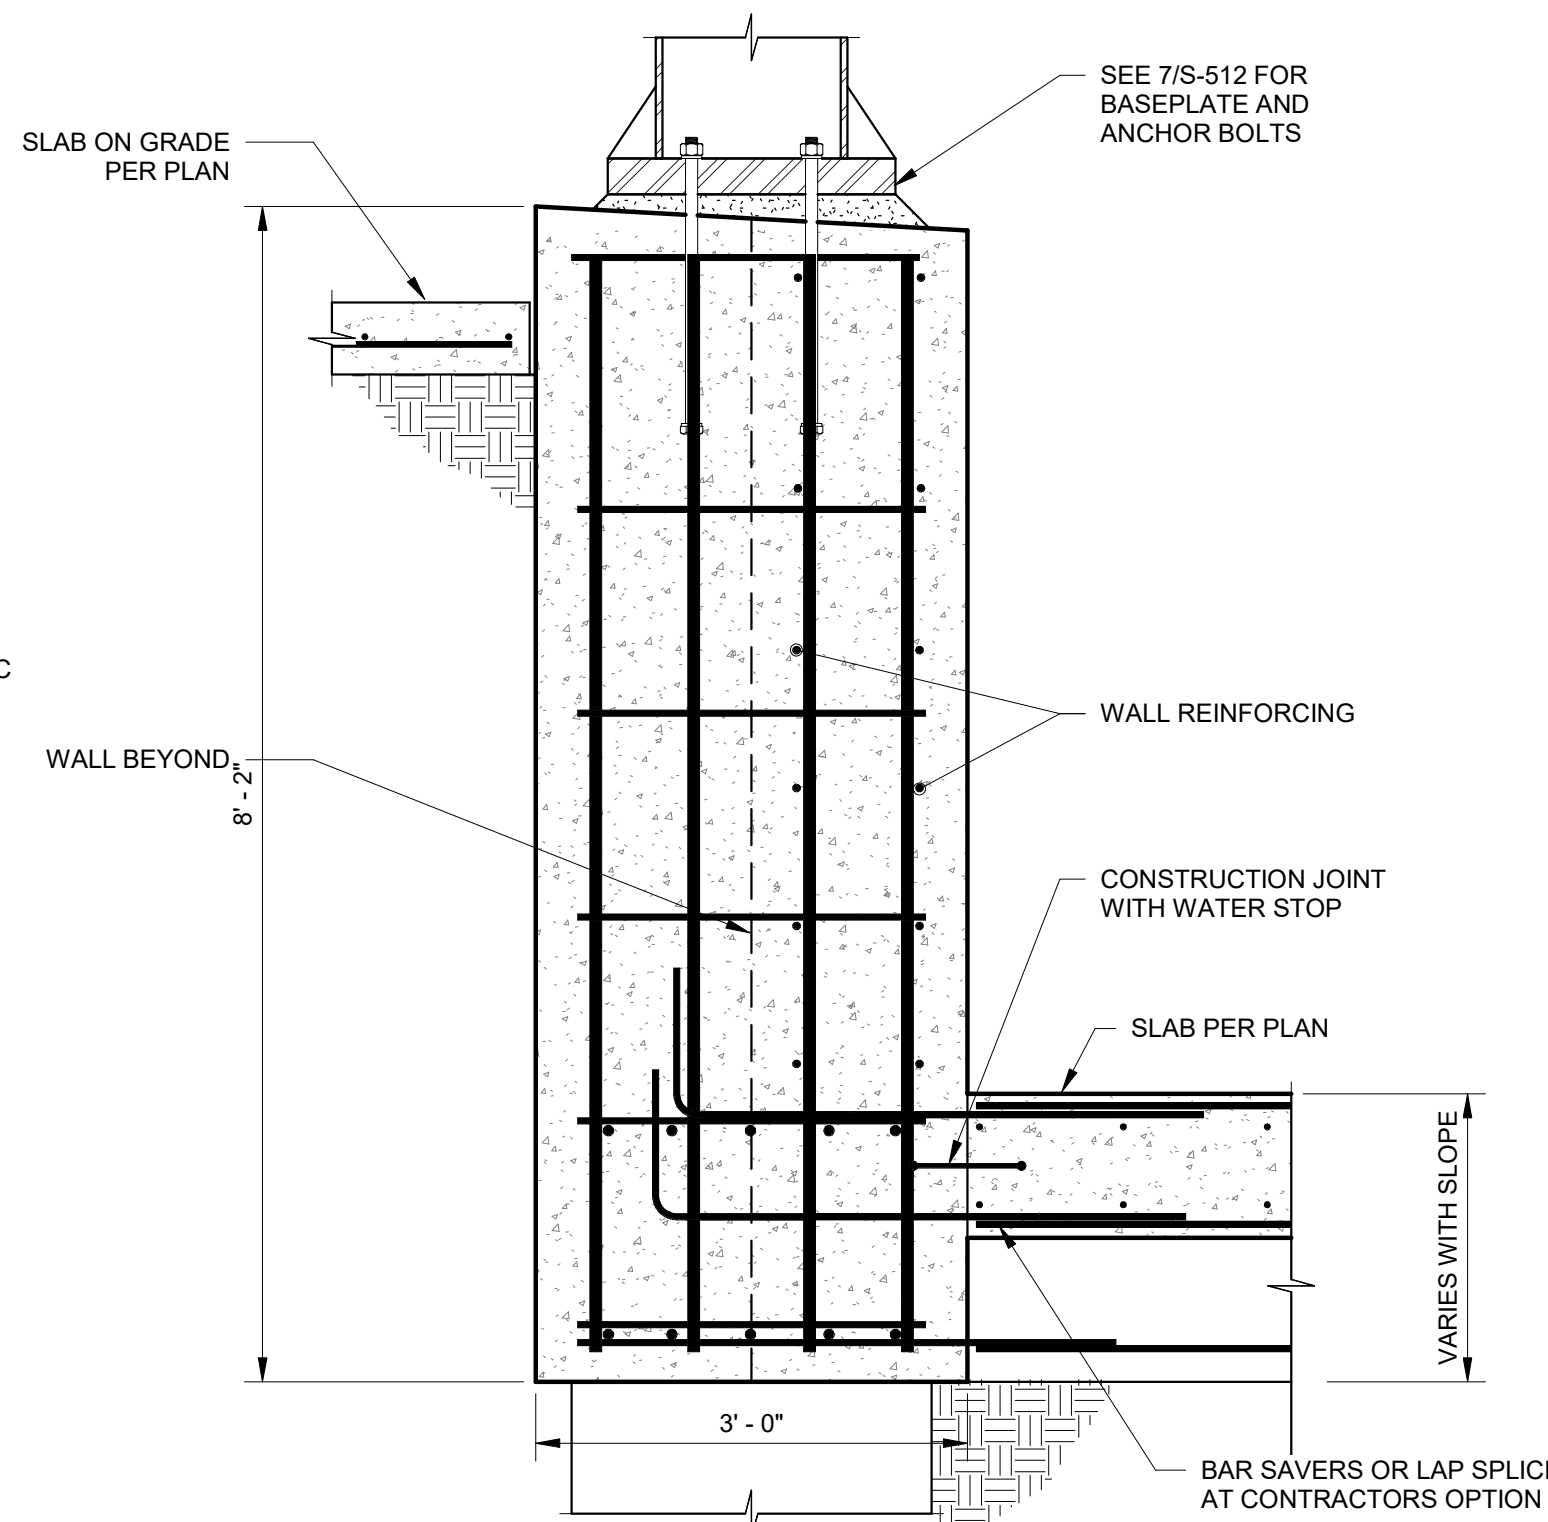 SEE 7/S-512 FOR
BASEPLATE AND
ANCHOR BOLTS
SLAB ON GRADE
PER PLAN
C
WALL REINFORCING
WALL BEYOND
8' - 2"
CONSTRUCTION JOINT
WITH WATER STOP
SLAB PER PLAN
VARIES WITH SLOPE
3' - 0"
BAR SAVERS OR LAP SPLIC
AT CONTRACTORS OPTION